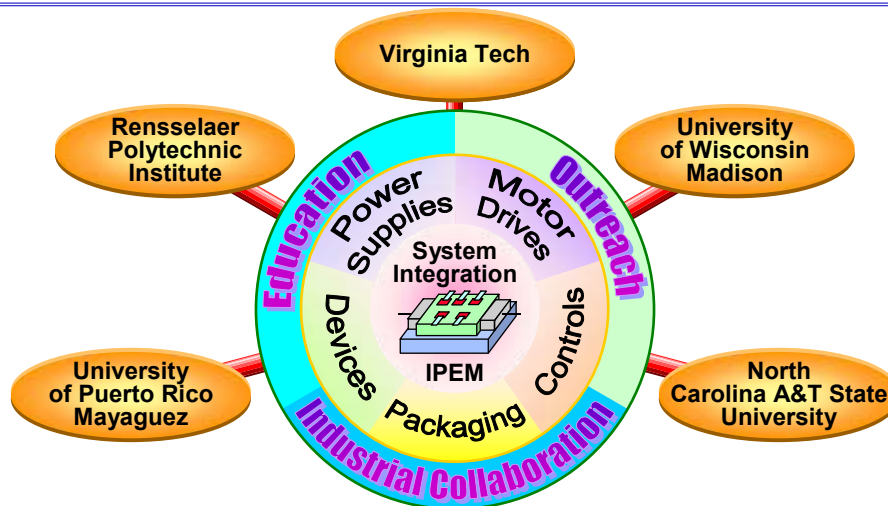 Virginia Tech
Rensselaer
Polytechnic
Institute
University
of Wisconsin
Madison
Education
Outreach
Power
Supplies
Motor
Drives
System
Integration
IPEM
Devices
Controls
Packaging
Industrial Collaboration
University
of Puerto Rico
Mayaguez
North
Carolina A&T State
University